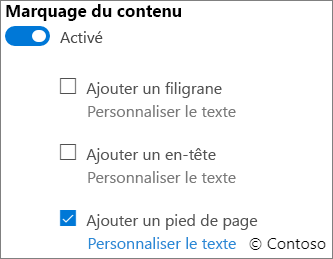 Marquage du contenu
Activé
Ajouter un filigrane
Personnaliser le texte
Ajouter un en-tête
Personnaliser le texte
Ajouter un pied de page
Personnaliser le texte © Contoso